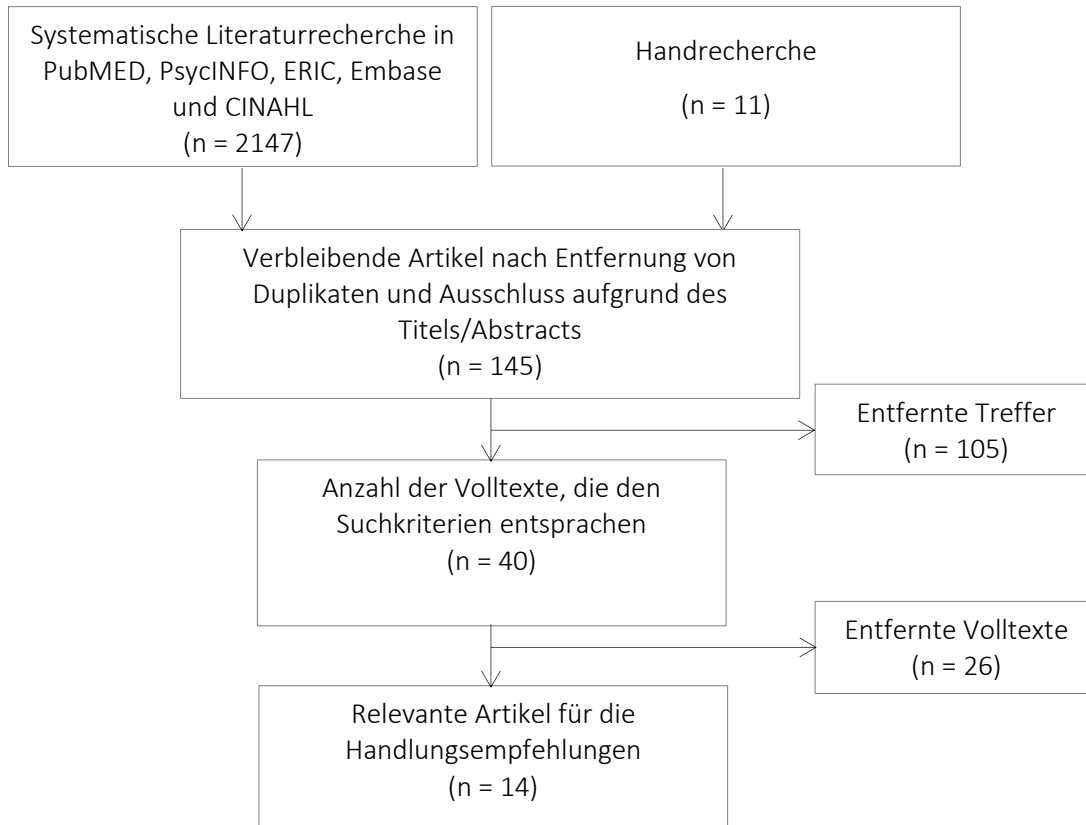 Systematische Literaturrecherche in
PubMED, PsycINFO, ERIC, Embase
und CINAHL
(n = 2147)
Handrecherche
(n = 11)
Verbleibende Artikel nach Entfernung von
Duplikaten und Ausschluss aufgrund des
Titels/Abstracts
(n = 145)
Entfernte Treffer
(n = 105)
Anzahl der Volltexte, die den
Suchkriterien entsprachen
(n = 40)
Entfernte Volltexte
(n = 26)
Relevante Artikel für die
Handlungsempfehlungen
(n = 14)